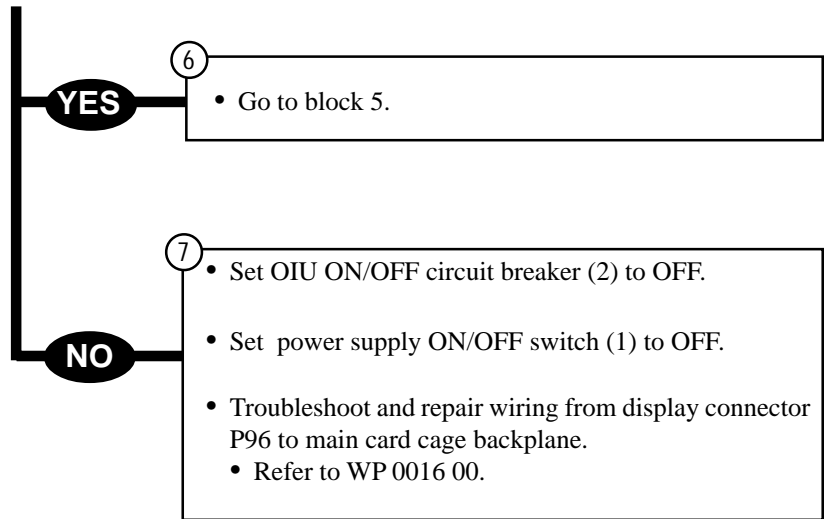 6
YES
• Go to block 5.
7
• Set OIU ON/OFF circuit breaker (2) to OFF.
• Set power supply ON/OFF switch (1) to OFF.
NO
• Troubleshoot and repair wiring from display connector
P96 to main card cage backplane.
• Refer to WP 0016 00.